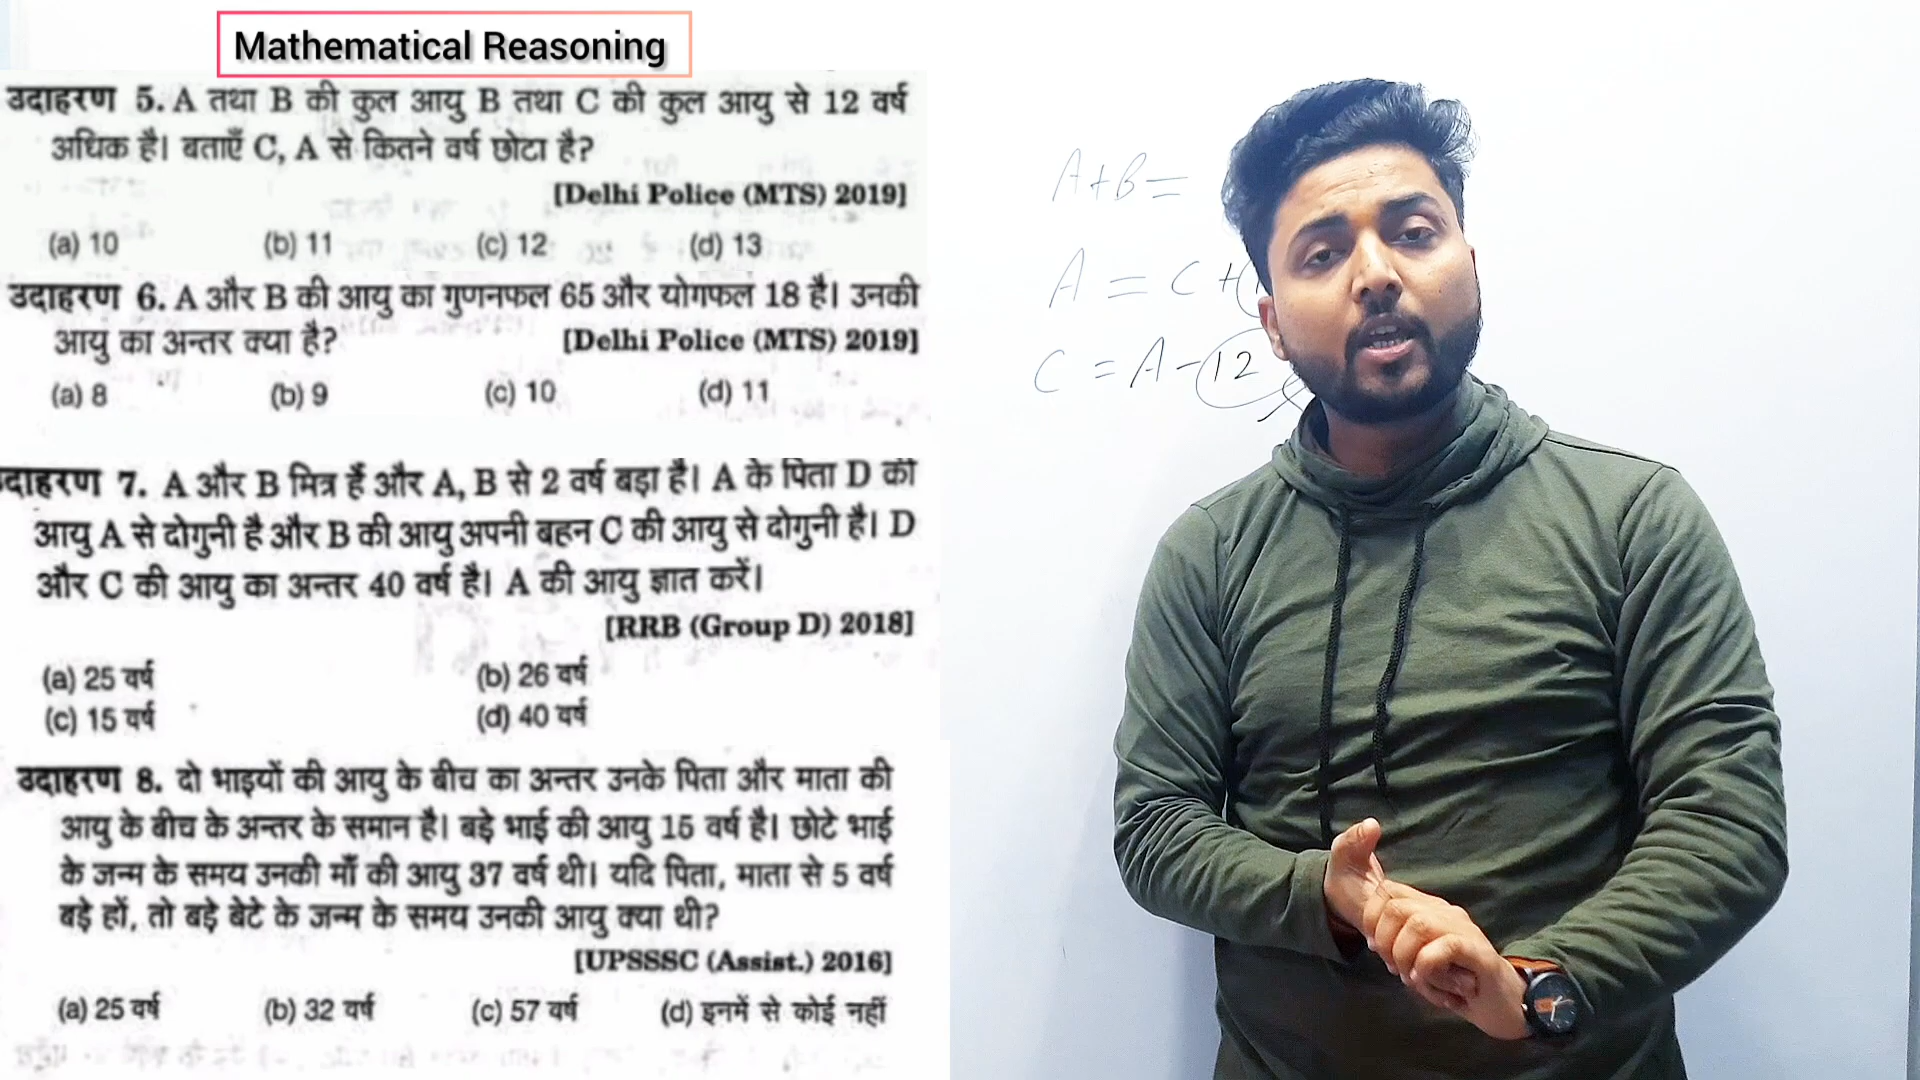 Mathematical Reasoning
उदाहरण 5. A तथा B की कुल आयु B तथा C की कुल आयु से 12 वर्ष
अधिक है। बताएँ C, A से कितने वर्ष छोटा है?
[Delhi Police (MTS) 2019]
(a) 10 (b) 11 (c) 12 (d) 13
उदाहरण 6. A और B की आयु का गुणनफल 65 और योगफल 18 है। उनकी
आयु का अन्तर क्या है? [Delhi Police (MTS) 2019]
(a) 8 (b) 9 (c) 10 (d) 11
दाहरण 7. A और B मित्र हैं और A, B से 2 वर्ष बड़ा है। A के पिता D की
आयु A से दोगुनी है और B की आयु अपनी बहन C की आयु से दोगुनी है। D
और C की आयु का अन्तर 40 वर्ष है। A की आयु ज्ञात करें।
[RRB (Group D) 2018]
(a) 25 वर्ष (b) 26 वर्ष
(c) 15 वर्ष (d) 40 वर्ष
उदाहरण 8. दो भाइयों की आयु के बीच का अन्तर उनके पिता और माता की
आयु के बीच के अन्तर के समान है। बड़े भाई की आयु 15 वर्ष है। छोटे भाई
के जन्म के समय उनकी माँ की आयु 37 वर्ष थी। यदि पिता, माता से 5 वर्ष
बड़े हों, तो बड़े बेटे के जन्म के समय उनकी आयु क्या थी?
[UPSSSC (Assist.) 2016]
(a) 25 वर्ष (b) 32 वर्ष (c) 57 वर्ष (d) इनमें से कोई नहीं
A+B=
A = C +
C = A - 12